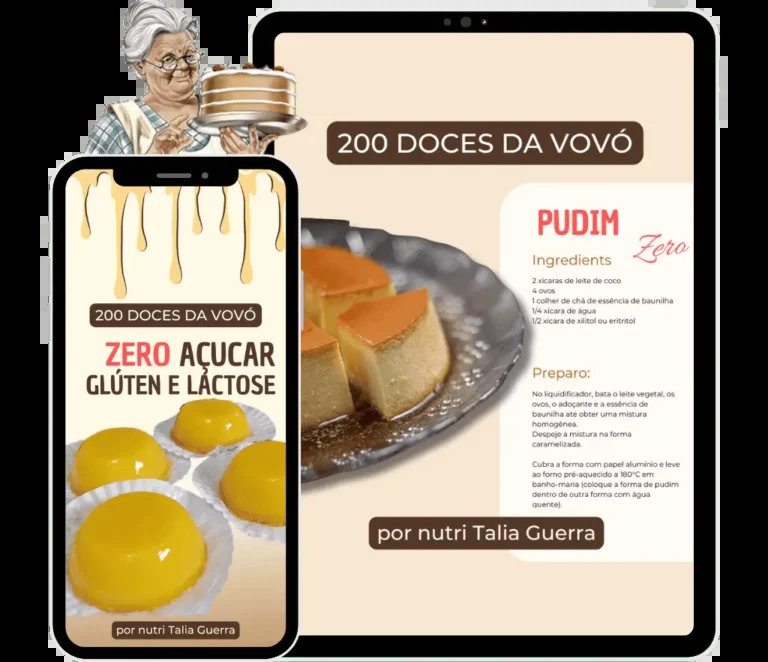 200 DOCES DA VOVÓ
PUDIM
Zero
Ingredients
2 xícaras de leite de coco
4 ovos
1 colher de chá de essência de baunilha
1/4 xícara de água
1/2 xícara de xilitol ou eritritol
Preparo:
No liquidificador, bata o leite vegetal, os
ovos, o adoçante e a essência de
baunilha até obter uma mistura
homogênea.
Despeje a mistura na forma
caramelizada.
Cubra a forma com papel alumínio e leve
ao forno pré-aquecido a 180°C em
banho-maria (coloque a forma de pudim
dentro de outra forma com água
quente).
por nutri Talia Guerra
200 DOCES DA VOVÓ
ZERO AÇUCAR
GLÚTEN E LACTOSE
por nutri Talia Guerra